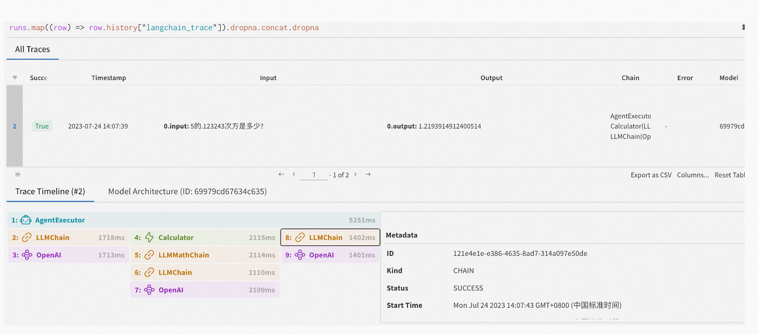 runs.map((row) => row.history["langchain_trace"]).dropna.concat.dropna
All Traces
Succe Timestamp Input Output Chain Error Model
2 True 2023-07-24 14:07:39 0.input: 5的.123243次方是多少? 0.output: 1.2193914912400514 AgentExecuto - 69979cd
Calculator(LL
LLMChain(Op
← ‹ 1 - 1 of 2 › → Export as CSV Columns... Reset Tabl
Trace Timeline (#2) Model Architecture (ID: 69979cd67634c635)
1: AgentExecutor 5251ms
2: LLMChain 1718ms 4: Calculator 2115ms 8: LLMChain 1402ms
3: OpenAI 1713ms 5: LLMMathChain 2114ms 9: OpenAI 1401ms
6: LLMChain 2110ms
7: OpenAI 2109ms
Metadata
ID 121e4e1e-e386-4635-8ad7-314a097e50de
Kind CHAIN
Status SUCCESS
Start Time Mon Jul 24 2023 14:07:43 GMT+0800 (中国标准时间)